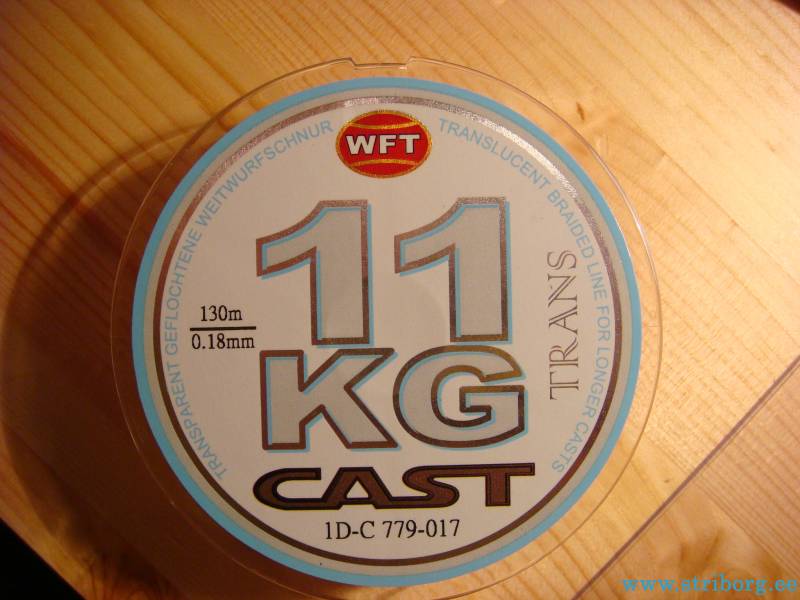 WFT
TRANSPARENT GEFLOCHTENE WEITWURFSCHNUR
TRANSLUCENT BRAIDED LINE FOR LONGER CASTS
11
KG
TRANS
130m
0.18mm
CAST
1D-C 779-017
www.striborg.ee